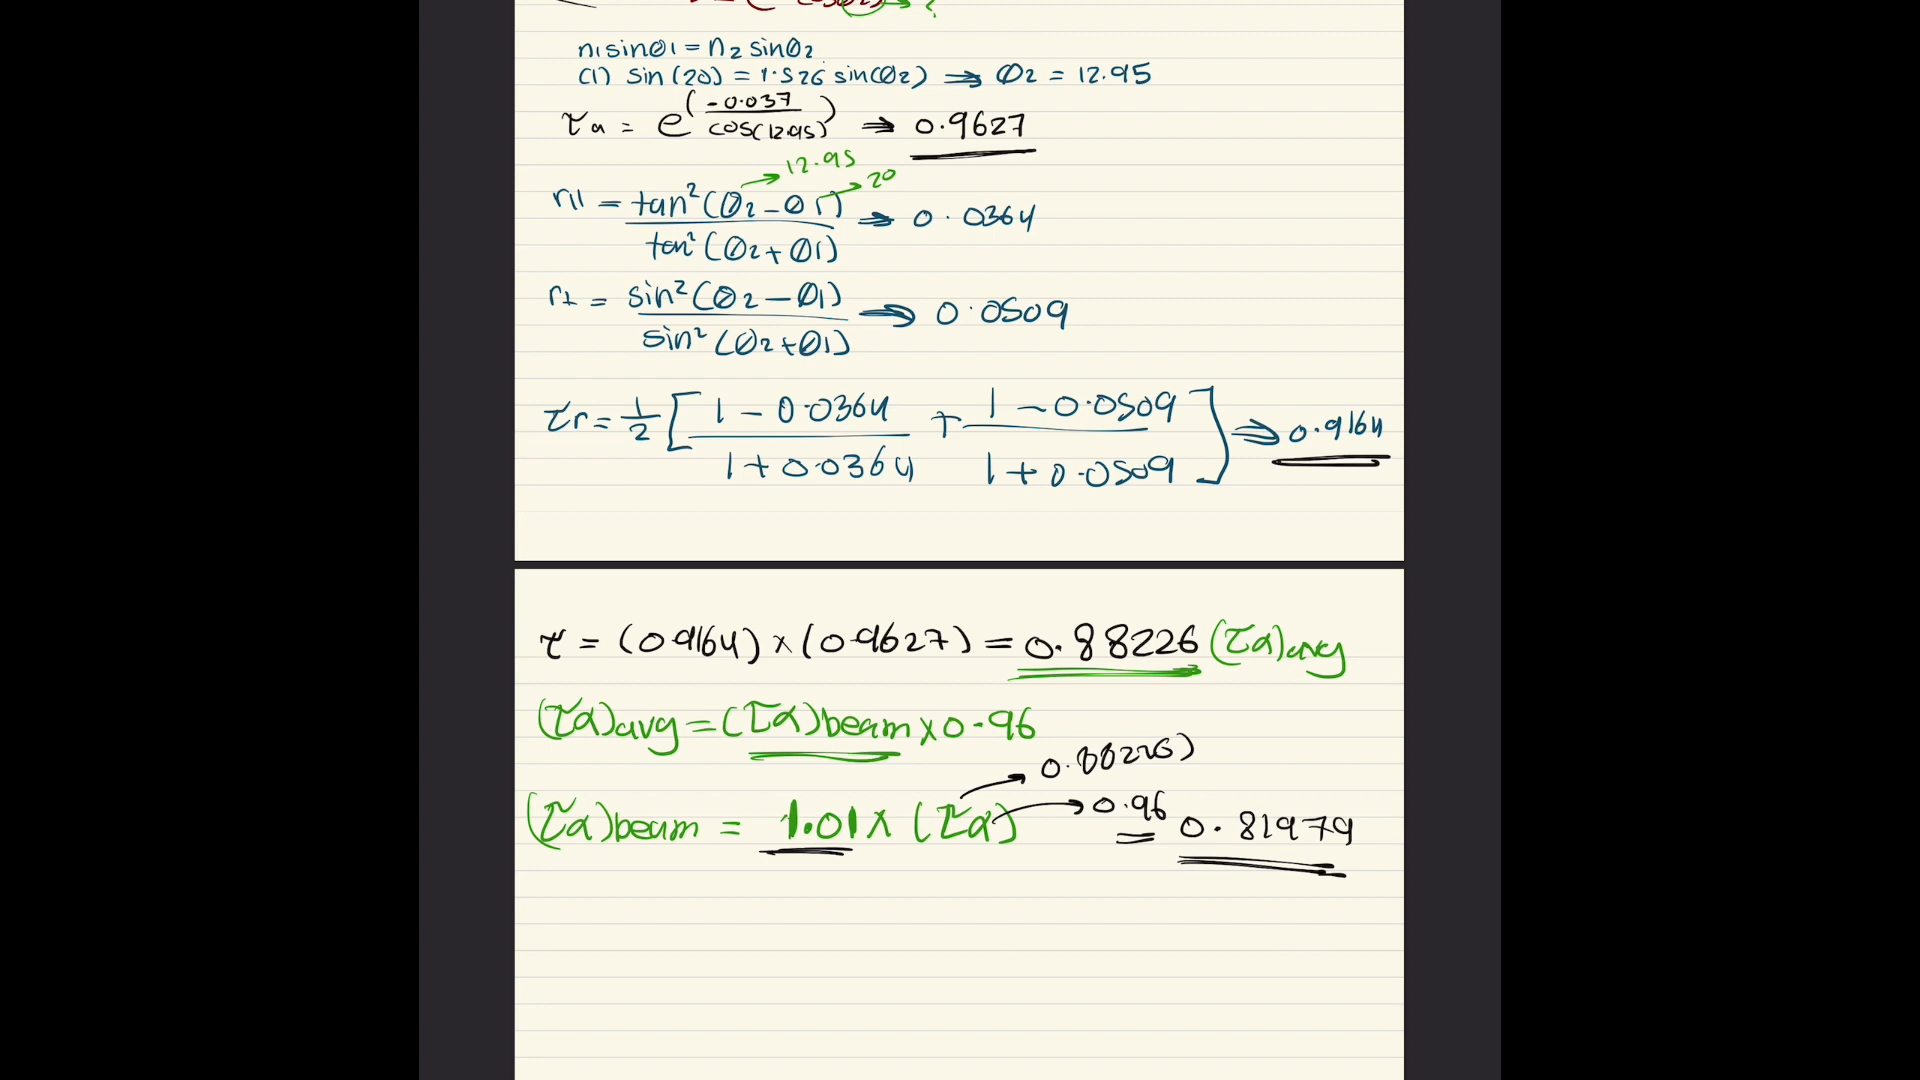 n1 sinθ1 = n2 sinθ2
(1) sin(20) = 1.526 sin(θ2) ⇒ θ2 = 12.95
τa = e^(-0.037 / cos(12.95)) ⇒ 0.9627
12.95
20
r|| = tan²(θ2 - θ1) / tan²(θ2 + θ1) ⇒ 0.0364
r⊥ = sin²(θ2 - θ1) / sin²(θ2 + θ1) ⇒ 0.0509
τr = 1/2 [ (1 - 0.0364) / (1 + 0.0364) + (1 - 0.0509) / (1 + 0.0509) ] ⇒ 0.9164
τ = (0.9164) × (0.9627) = 0.88226 (τα)avg
(τα)avg = (τα)beam × 0.96
0.88226)
(τα)beam = 1.01 × (τα) → 0.96 = 0.81979